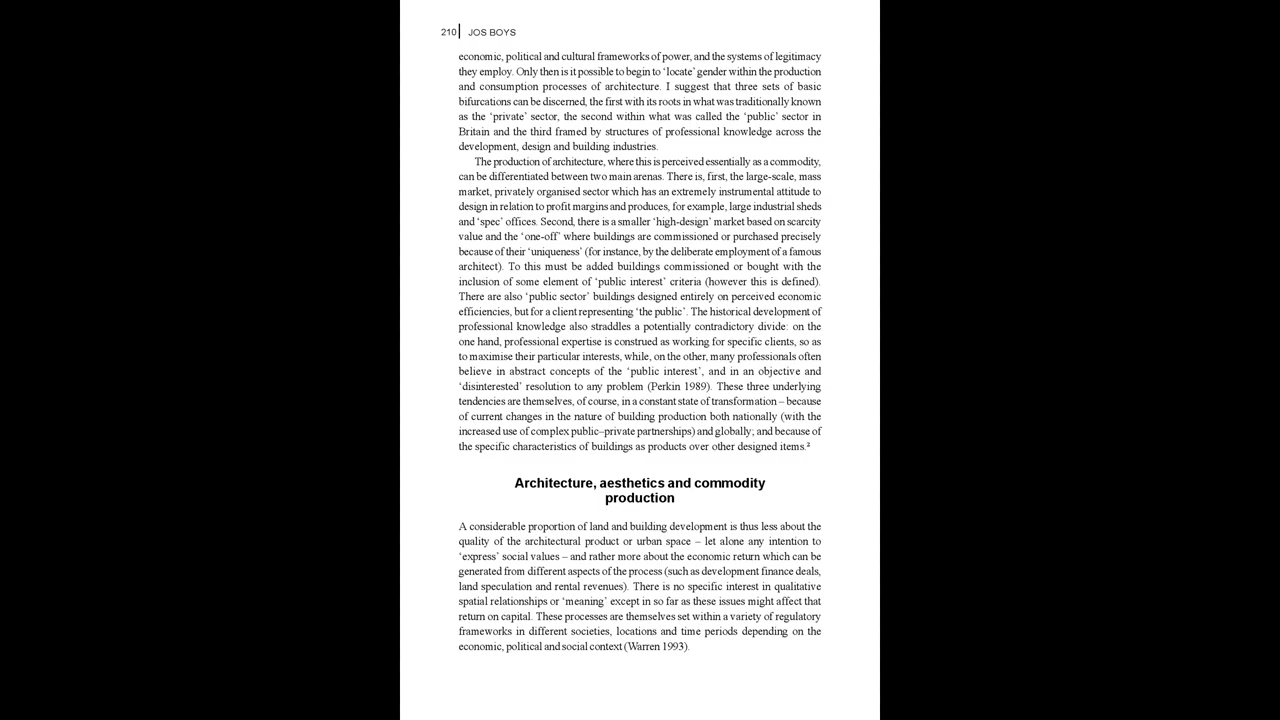 210 JOS BOYS
economic, political and cultural frameworks of power, and the systems of legitimacy
they employ. Only then is it possible to begin to ‘locate’ gender within the production
and consumption processes of architecture. I suggest that three sets of basic
bifurcations can be discerned, the first with its roots in what was traditionally known
as the ‘private’ sector, the second within what was called the ‘public’ sector in
Britain and the third framed by structures of professional knowledge across the
development, design and building industries.
The production of architecture, where this is perceived essentially as a commodity,
can be differentiated between two main arenas. There is, first, the large-scale, mass
market, privately organised sector which has an extremely instrumental attitude to
design in relation to profit margins and produces, for example, large industrial sheds
and ‘spec’ offices. Second, there is a smaller ‘high-design’ market based on scarcity
value and the ‘one-off’ where buildings are commissioned or purchased precisely
because of their ‘uniqueness’ (for instance, by the deliberate employment of a famous
architect). To this must be added buildings commissioned or bought with the
inclusion of some element of ‘public interest’ criteria (however this is defined).
There are also ‘public sector’ buildings designed entirely on perceived economic
efficiencies, but for a client representing ‘the public’. The historical development of
professional knowledge also straddles a potentially contradictory divide: on the
one hand, professional expertise is construed as working for specific clients, so as
to maximise their particular interests, while, on the other, many professionals often
believe in abstract concepts of the ‘public interest’, and in an objective and
‘disinterested’ resolution to any problem (Perkin 1989). These three underlying
tendencies are themselves, of course, in a constant state of transformation – because
of current changes in the nature of building production both nationally (with the
increased use of complex public–private partnerships) and globally; and because of
the specific characteristics of buildings as products over other designed items.²
Architecture, aesthetics and commodity
production
A considerable proportion of land and building development is thus less about the
quality of the architectural product or urban space – let alone any intention to
‘express’ social values – and rather more about the economic return which can be
generated from different aspects of the process (such as development finance deals,
land speculation and rental revenues). There is no specific interest in qualitative
spatial relationships or ‘meaning’ except in so far as these issues might affect that
return on capital. These processes are themselves set within a variety of regulatory
frameworks in different societies, locations and time periods depending on the
economic, political and social context (Warren 1993).